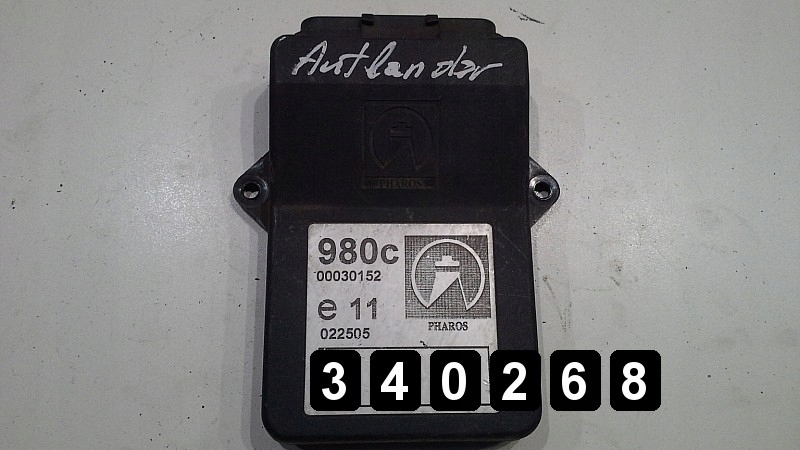 Autlander
PHAROS
980c
00030152
e 11
022505
PHAROS
340268